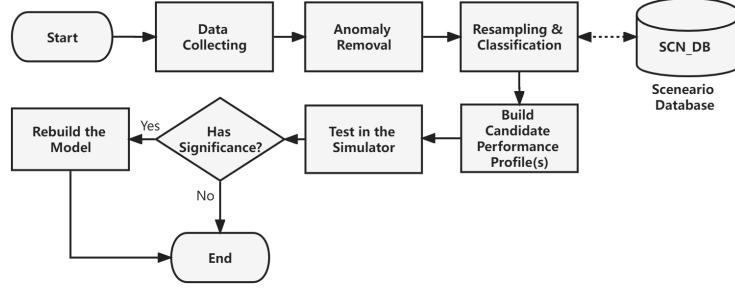 Start
Data
Collecting
Anomaly
Removal
Resampling &
Classification
SCN_DB
Sceneario
Database
Rebuild the
Model
Yes
Has
Significance?
No
Test in the
Simulator
Build
Candidate
Performance
Profile(s)
End